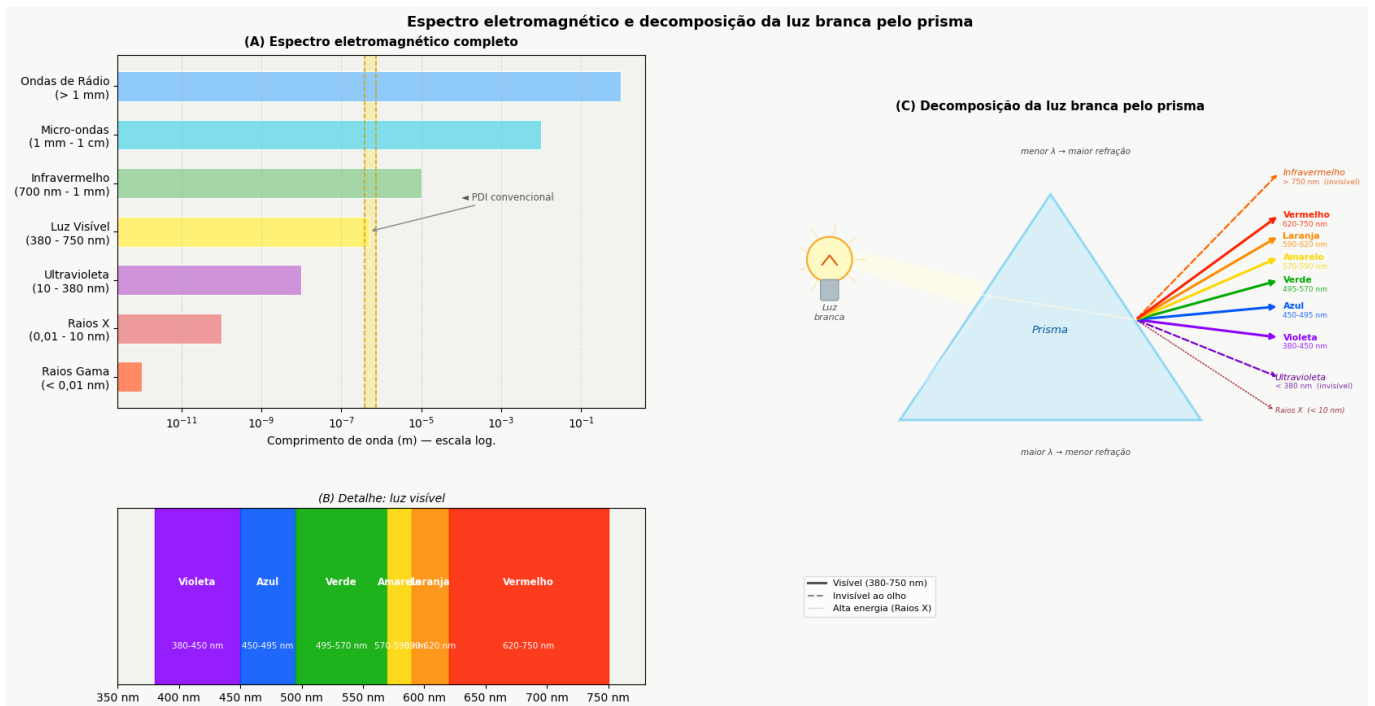 Espectro eletromagnético e decomposição da luz branca pelo prisma
(A) Espectro eletromagnético completo
Ondas de Rádio
(> 1 mm)
Micro-ondas
(1 mm - 1 cm)
Infravermelho
(700 nm - 1 mm)
Luz Visível
(380 - 750 nm)
Ultravioleta
(10 - 380 nm)
Raios X
(0,01 - 10 nm)
Raios Gama
(< 0,01 nm)
◄ PDI convencional
10⁻¹¹ 10⁻⁹ 10⁻⁷ 10⁻⁵ 10⁻³ 10⁻¹
Comprimento de onda (m) — escala log.
(B) Detalhe: luz visível
Violeta Azul Verde Amarelo Laranja Vermelho
380-450 nm 450-495 nm 495-570 nm 570-590 nm 590-620 nm 620-750 nm
350 nm 400 nm 450 nm 500 nm 550 nm 600 nm 650 nm 700 nm 750 nm
(C) Decomposição da luz branca pelo prisma
menor λ → maior refração
Luz
branca
Prisma
Infravermelho
> 750 nm (invisível)
Vermelho
620-750 nm
Laranja
590-620 nm
Amarelo
570-590 nm
Verde
495-570 nm
Azul
450-495 nm
Violeta
380-450 nm
Ultravioleta
< 380 nm (invisível)
Raios X (< 10 nm)
maior λ → menor refração
Visível (380-750 nm)
Invisível ao olho
Alta energia (Raios X)